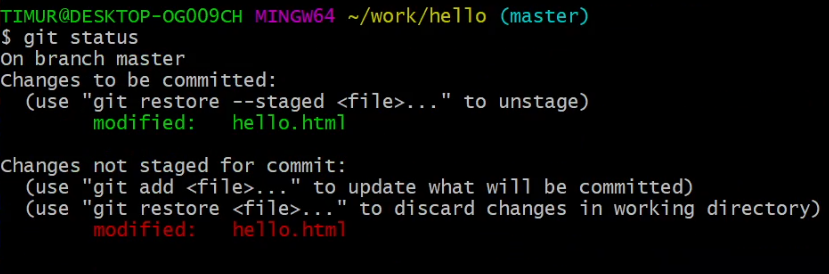 TIMUR@DESKTOP-OG0O9CH MINGW64 ~/work/hello (master)
$ git status
On branch master
Changes to be committed:
  (use "git restore --staged <file>..." to unstage)
        modified:   hello.html

Changes not staged for commit:
  (use "git add <file>..." to update what will be committed)
  (use "git restore <file>..." to discard changes in working directory)
        modified:   hello.html